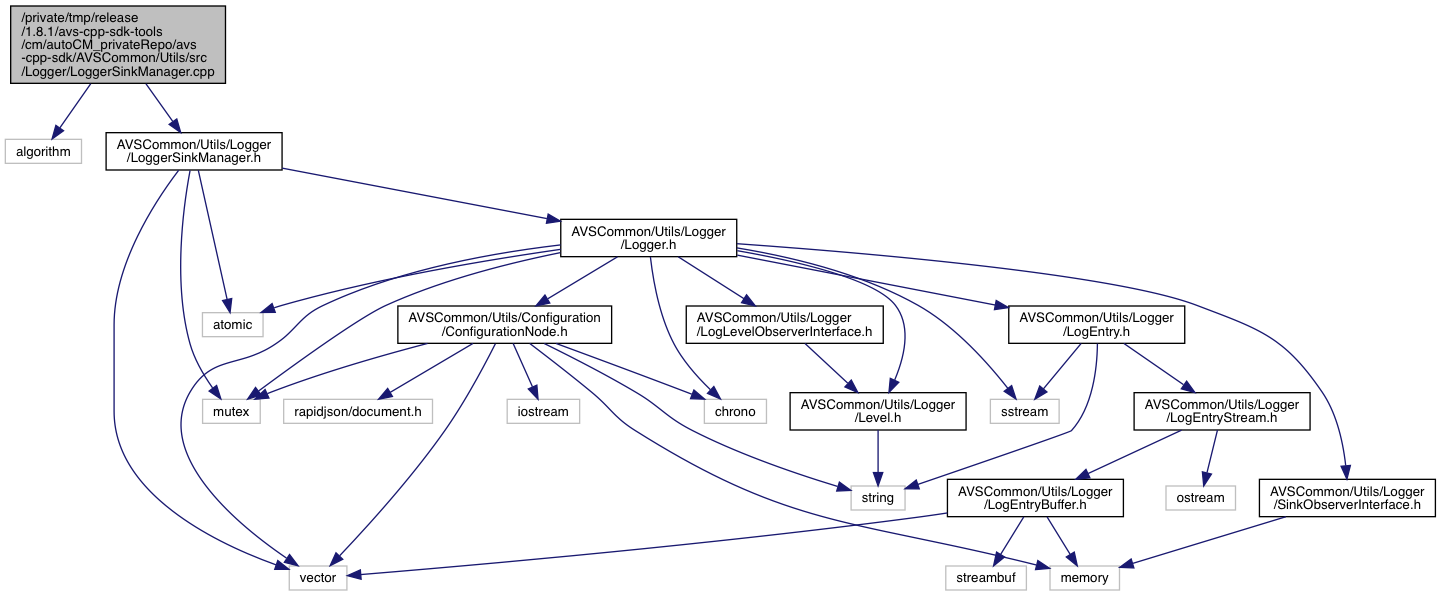 /private/tmp/release
/1.8.1/avs-cpp-sdk-tools
/cm/autoCM_privateRepo/avs
-cpp-sdk/AVSCommon/Utils/src
/Logger/LoggerSinkManager.cpp
algorithm
AVSCommon/Utils/Logger
/LoggerSinkManager.h
AVSCommon/Utils/Logger
/Logger.h
atomic
AVSCommon/Utils/Configuration
/ConfigurationNode.h
AVSCommon/Utils/Logger
/LogLevelObserverInterface.h
AVSCommon/Utils/Logger
/LogEntry.h
mutex
rapidjson/document.h
iostream
chrono
AVSCommon/Utils/Logger
/Level.h
sstream
AVSCommon/Utils/Logger
/LogEntryStream.h
string
AVSCommon/Utils/Logger
/LogEntryBuffer.h
ostream
AVSCommon/Utils/Logger
/SinkObserverInterface.h
vector
streambuf
memory